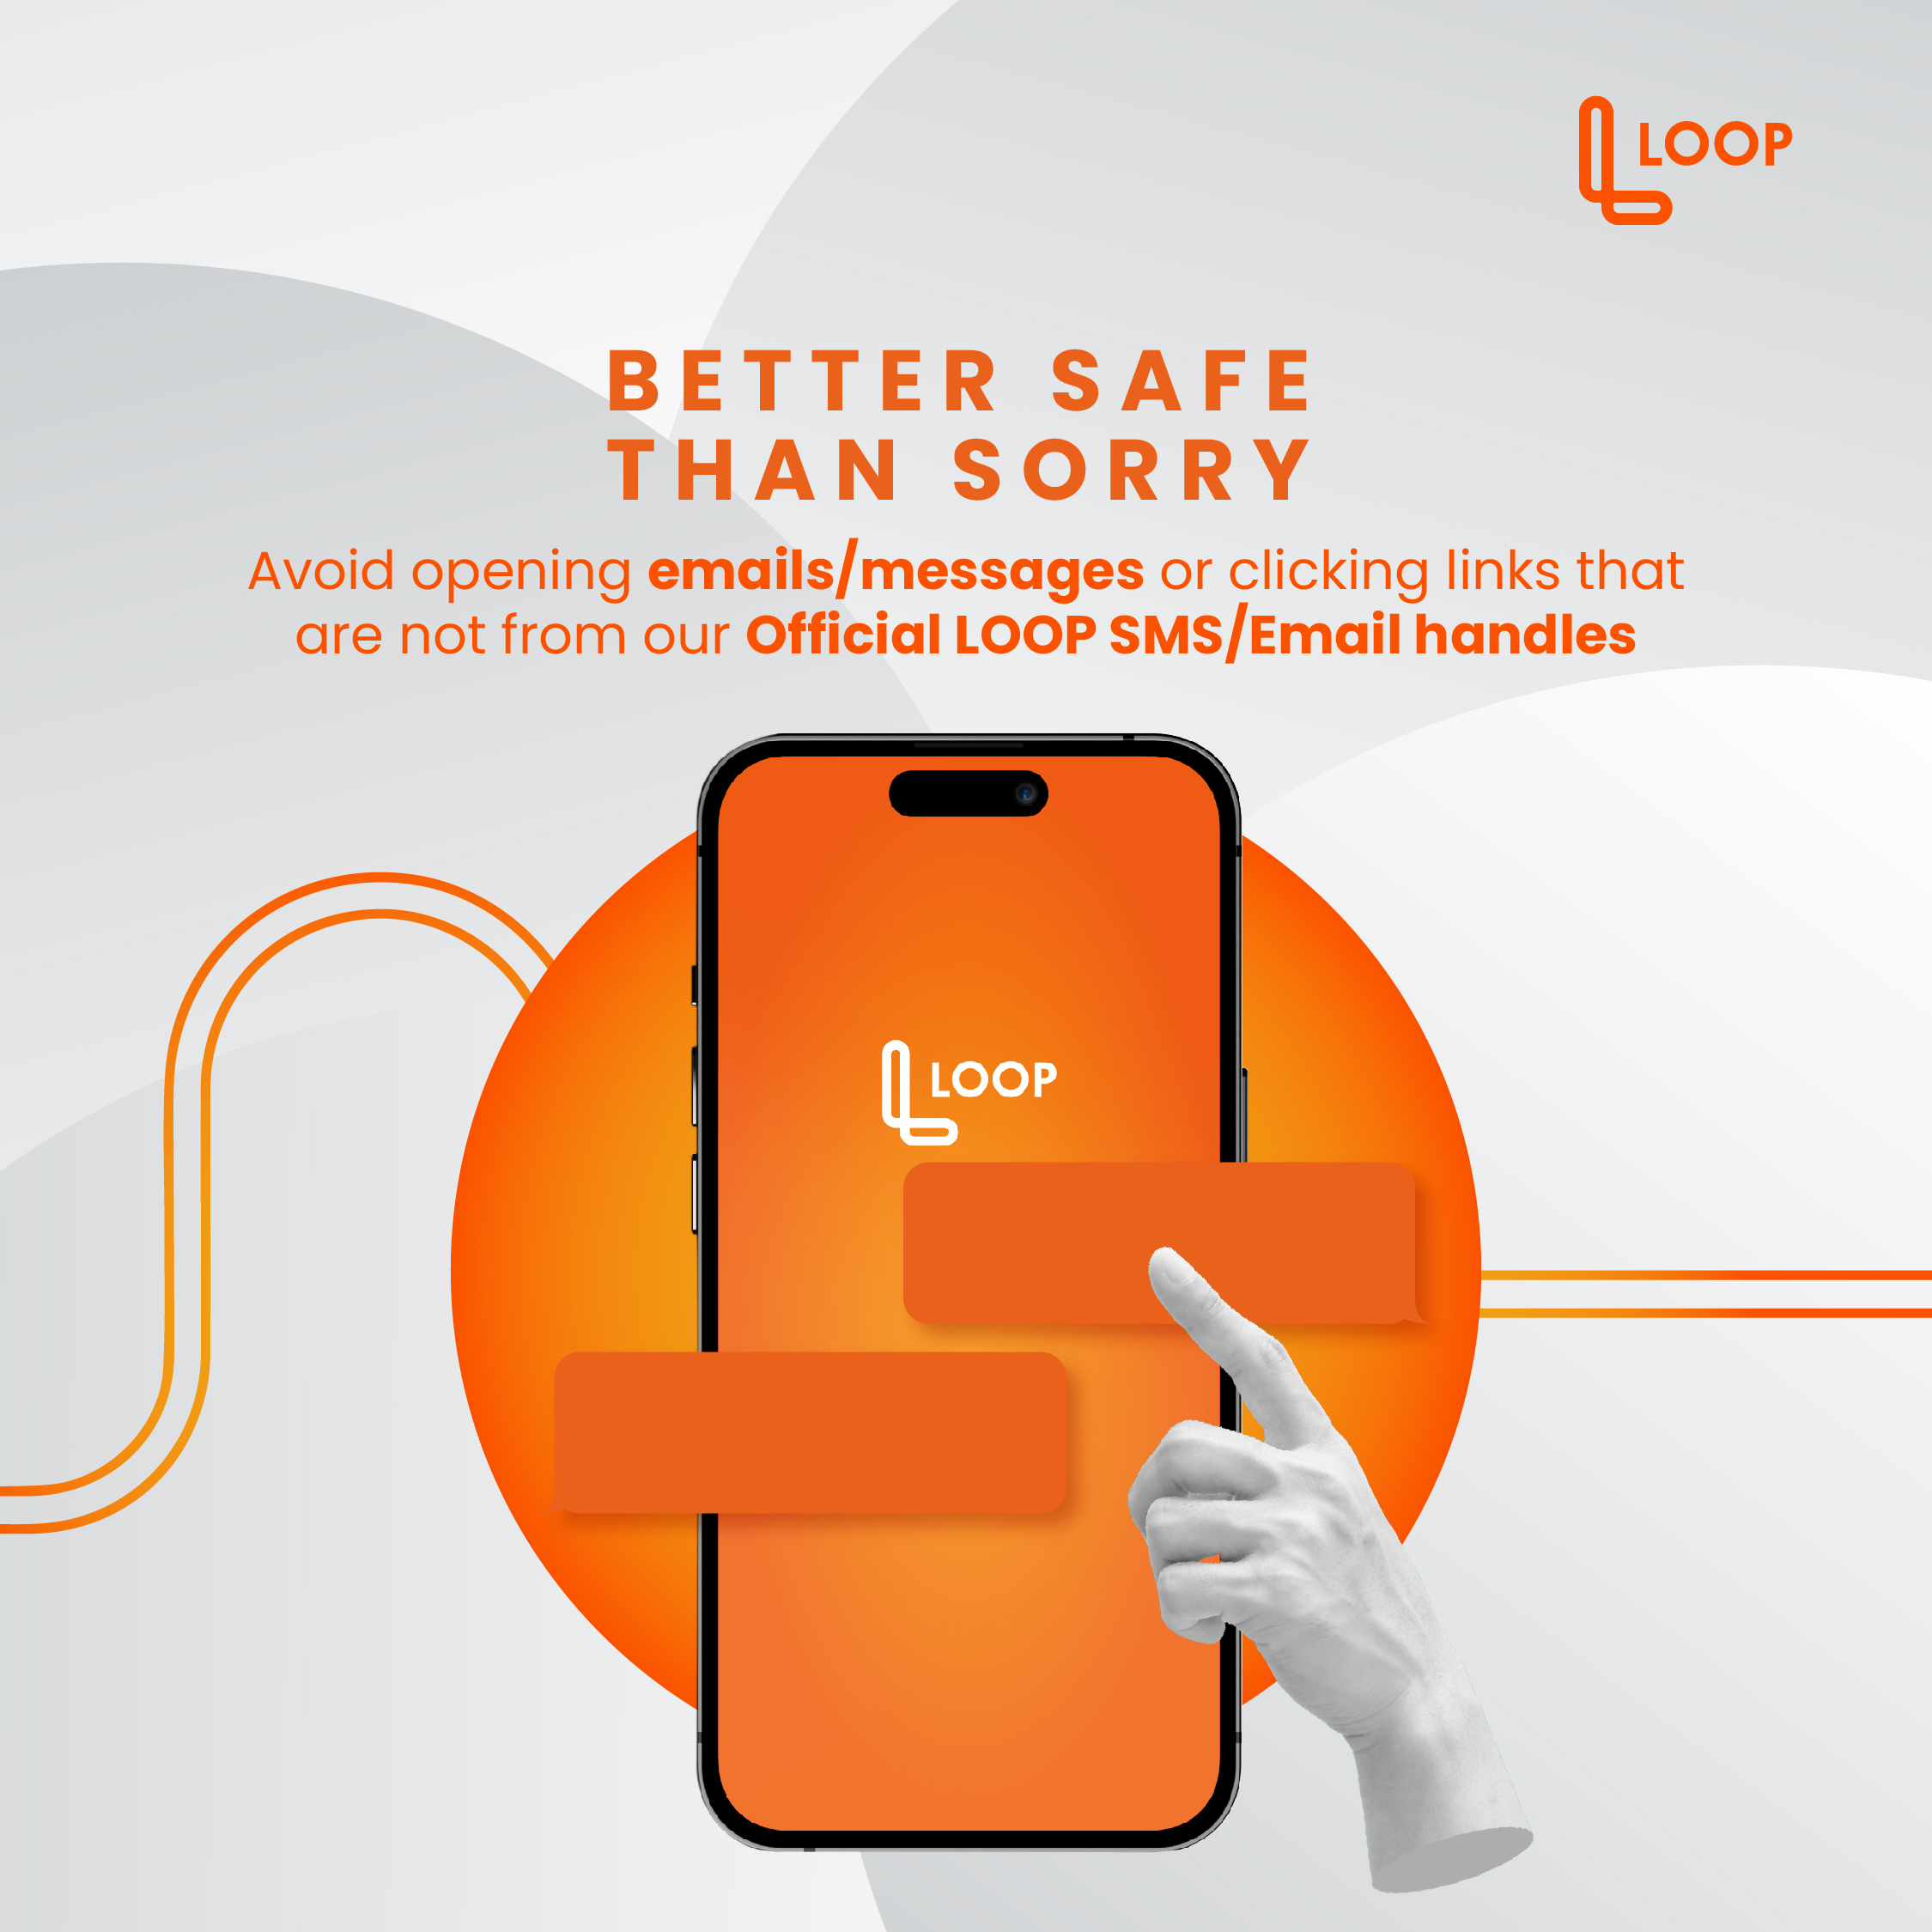 LOOP
BETTER SAFE
THAN SORRY
Avoid opening emails/messages or clicking links that
are not from our Official LOOP SMS/Email handles
LOOP